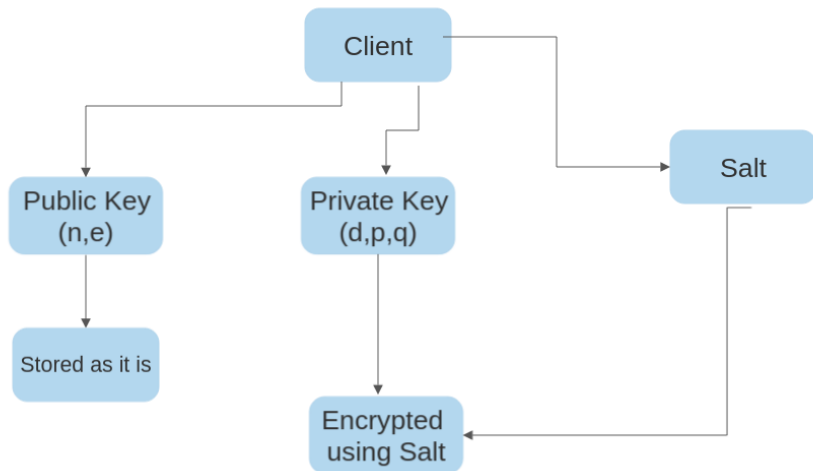 Client
Salt
Public Key
(n,e)
Private Key
(d,p,q)
Stored as it is
Encrypted
using Salt